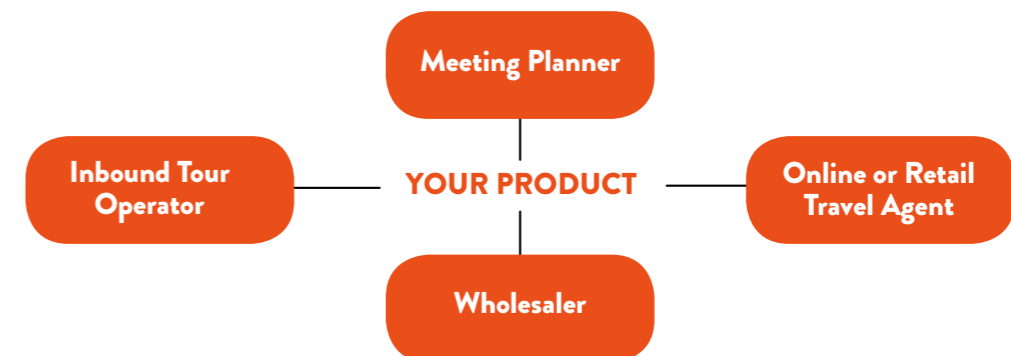 Meeting Planner
Inbound Tour
Operator
YOUR PRODUCT
Online or Retail
Travel Agent
Wholesaler